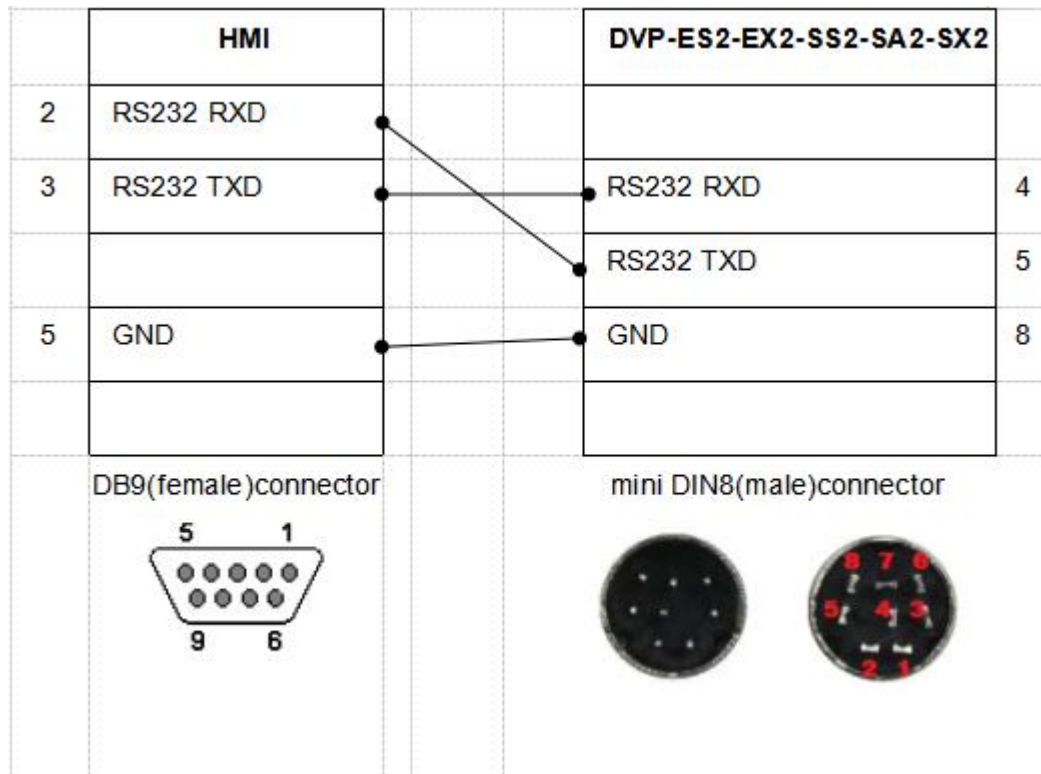 HMI DVP-ES2-EX2-SS2-SA2-SX2
2 RS232 RXD
3 RS232 TXD RS232 RXD 4
RS232 TXD 5
5 GND GND 8
DB9(female)connector mini DIN8(male)connector
5 1
9 6
8 7 6
5 4 3
2 1